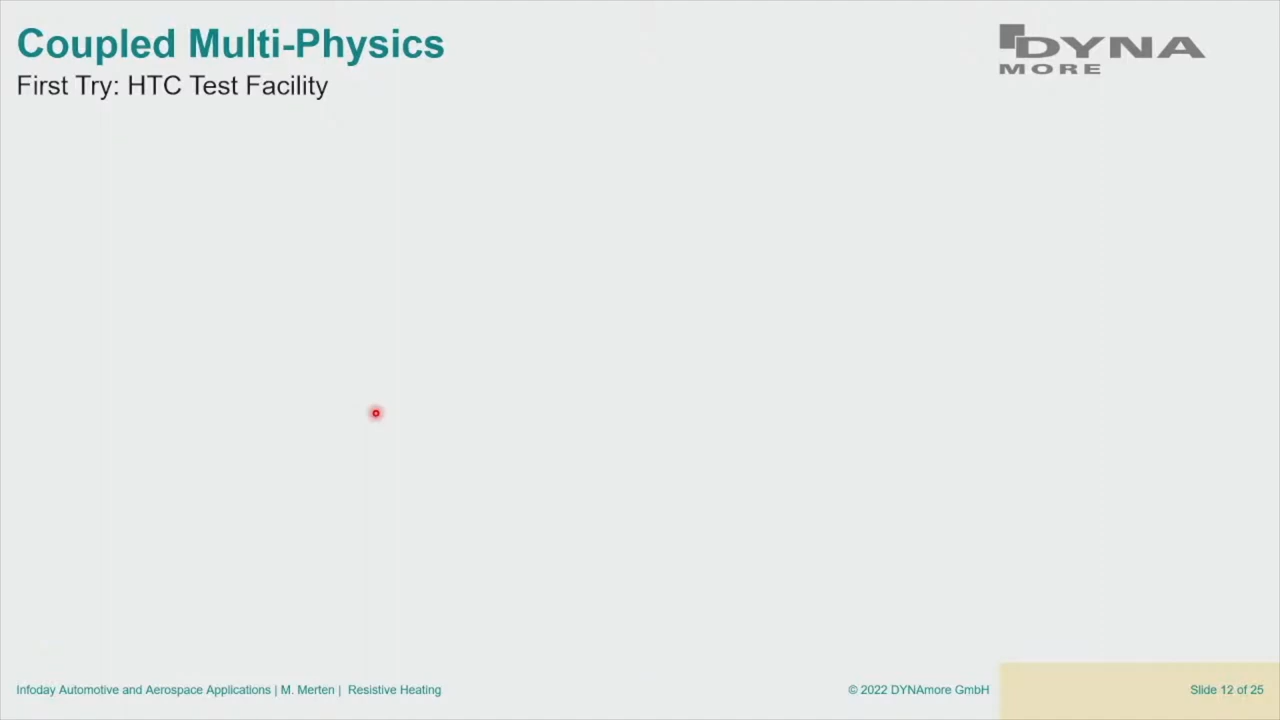 Coupled Multi-Physics
First Try: HTC Test Facility
DYNA
MORE
Infoday Automotive and Aerospace Applications | M. Merten | Resistive Heating
© 2022 DYNAmore GmbH
Slide 12 of 25